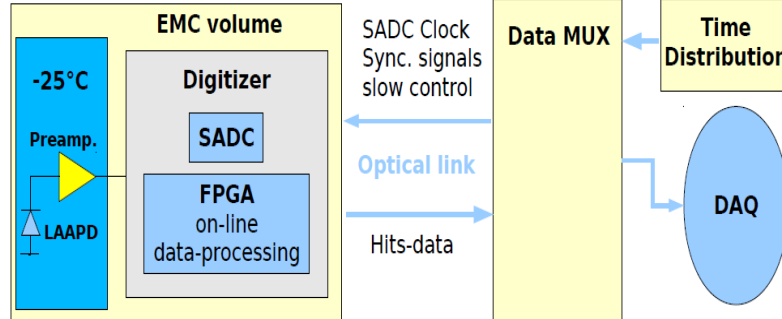 EMC volume
-25°C
Preamp.
LAAPD
Digitizer
SADC
FPGA
on-line
data-processing
SADC Clock
Sync. signals
slow control
Optical link
Hits-data
Data MUX
Time
Distribution
DAQ